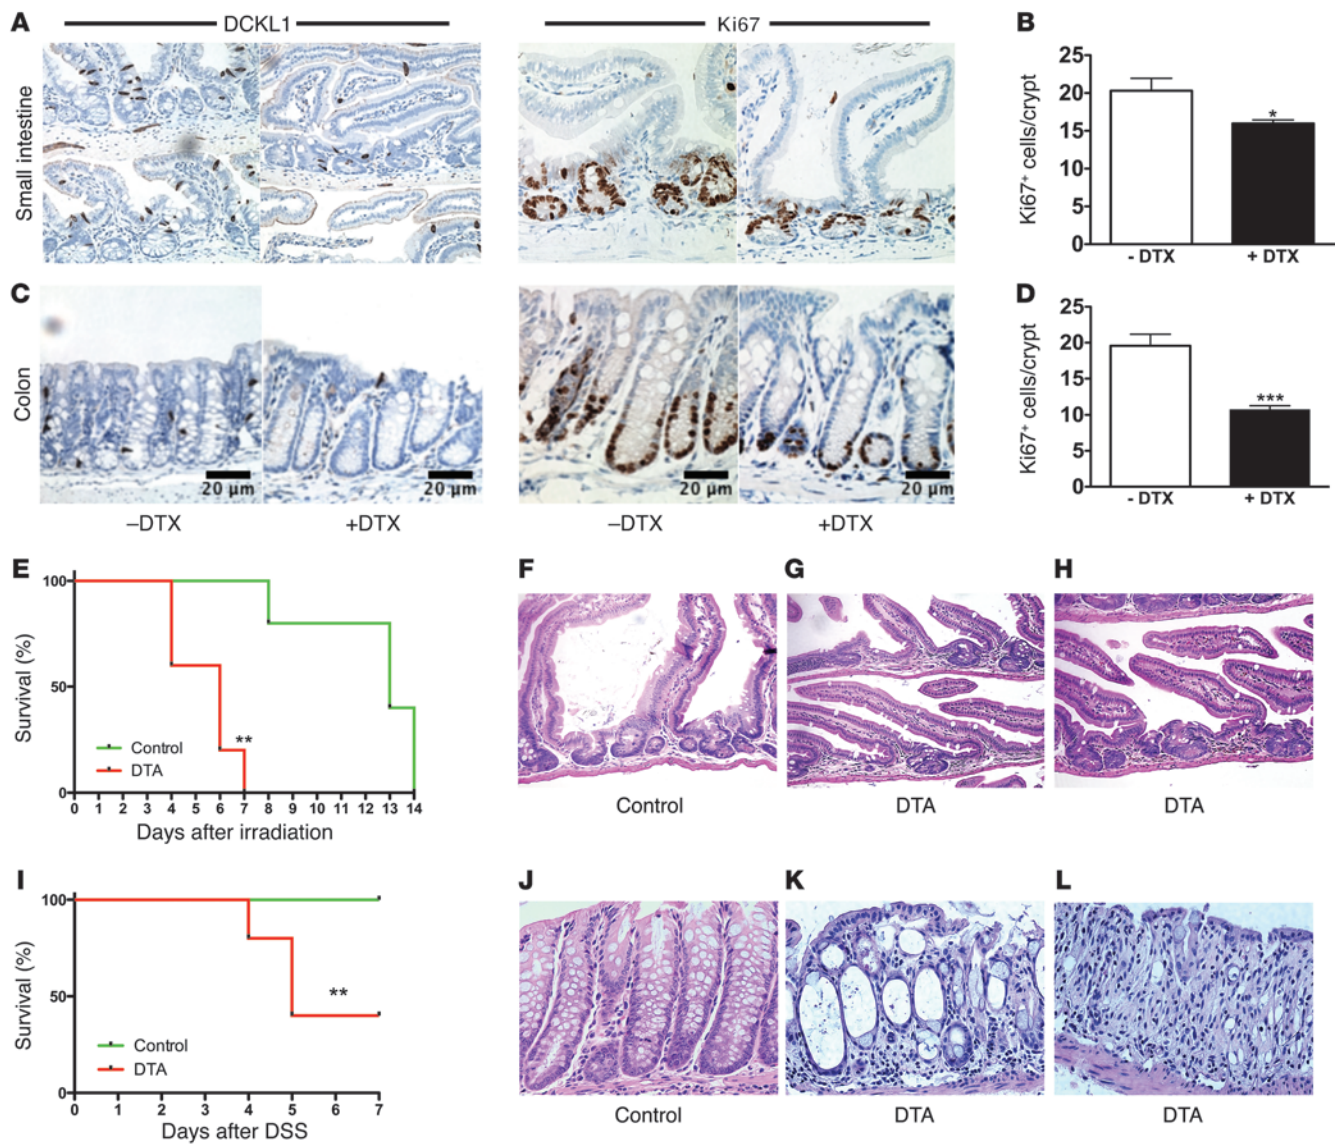 A
DCKL1
Ki67
B
Small intestine
Ki67+ cells/crypt
25
20
15
10
5
0
- DTX
+ DTX
*
C
Colon
20 µm
20 µm
20 µm
20 µm
–DTX
+DTX
–DTX
+DTX
D
Ki67+ cells/crypt
25
20
15
10
5
0
- DTX
+ DTX
***
E
Survival (%)
100
50
0
**
Control
DTA
0 1 2 3 4 5 6 7 8 9 10 11 12 13 14
Days after irradiation
F
G
H
Control
DTA
DTA
I
Survival (%)
100
50
0
**
Control
DTA
0 1 2 3 4 5 6 7
Days after DSS
J
K
L
Control
DTA
DTA